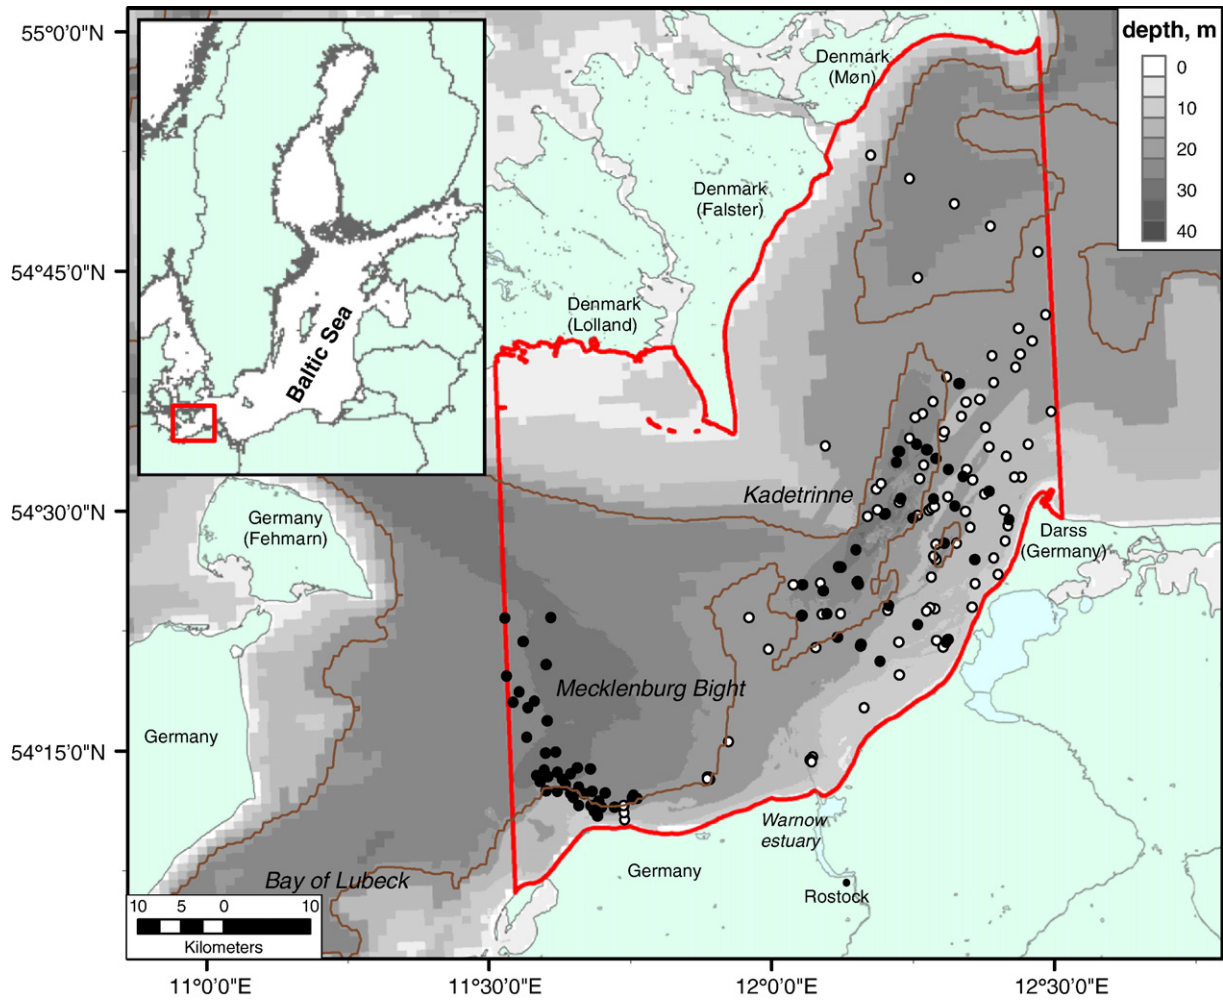 55°0'0"N
54°45'0"N
54°30'0"N
54°15'0"N
11°0'0"E
11°30'0"E
12°0'0"E
12°30'0"E
Baltic Sea
depth, m
0
10
20
30
40
Denmark
(Møn)
Denmark
(Falster)
Denmark
(Lolland)
Kadetrinne
Germany
(Fehmarn)
Darss
(Germany)
Mecklenburg Bight
Germany
Warnow
estuary
Germany
Bay of Lubeck
Rostock
10 5 0 10
Kilometers